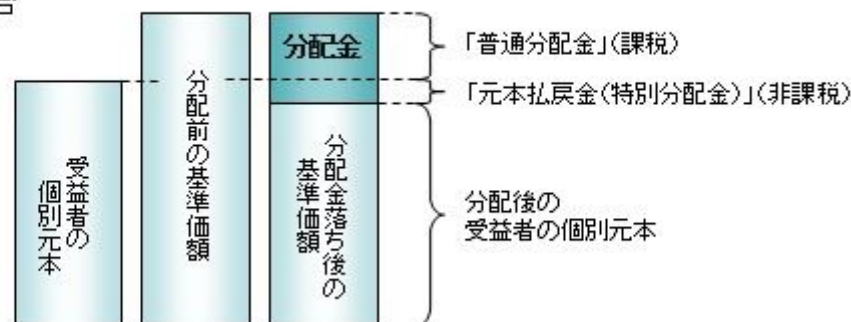 分配金
「普通分配金」(課税)
「元本払戻金(特別分配金)」(非課税)
受益者の
個別元本
分配前の基準価額
分配金落ち後の
基準価額
分配後の
受益者の個別元本